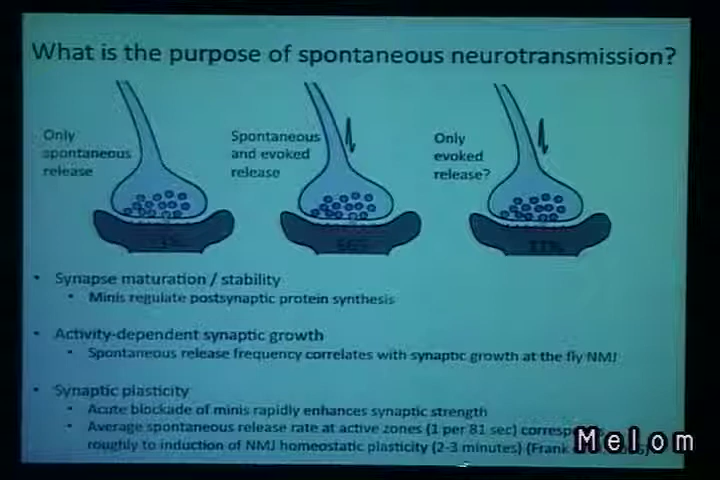 What is the purpose of spontaneous neurotransmission?
Only
spontaneous
release
Spontaneous
and evoked
release
Only
evoked
release?
• Synapse maturation / stability
• Minis regulate postsynaptic protein synthesis
• Activity-dependent synaptic growth
• Spontaneous release frequency correlates with synaptic growth at the fly NMJ
• Synaptic plasticity
• Acute blockade of minis rapidly enhances synaptic strength
• Average spontaneous release rate at active zones (1 per 81 sec)
roughly to induction of NMJ homeostatic plasticity (2-3 minutes) (Frank
Melom